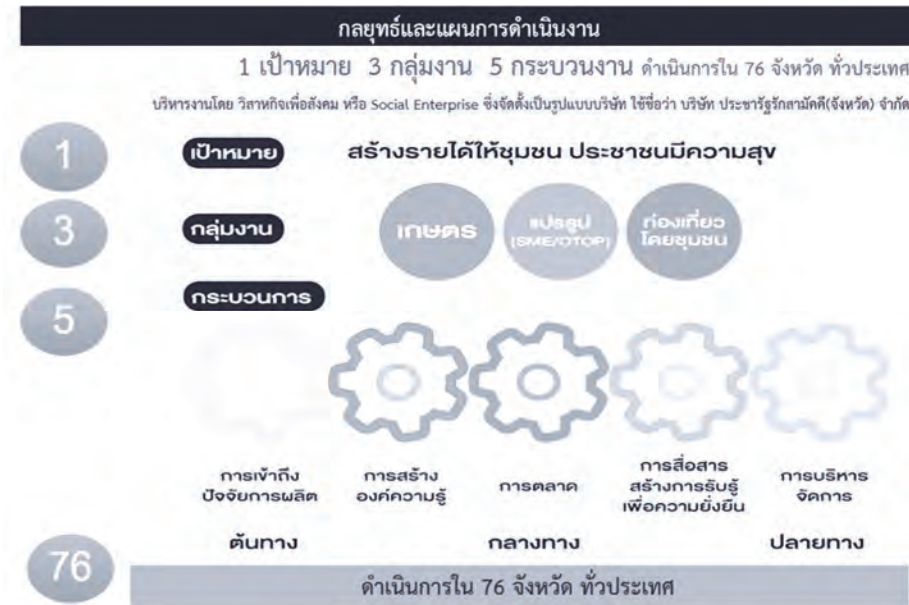 กลยุทธ์และแผนการดำเนินงาน
1 เป้าหมาย 3 กลุ่มงาน 5 กระบวนงาน ดำเนินการใน 76 จังหวัด ทั่วประเทศ
บริหารงานโดย วิสาหกิจเพื่อสังคม หรือ Social Enterprise ซึ่งจัดตั้งเป็นรูปแบบบริษัท ใช้ชื่อว่า บริษัท ประชารัฐรักสามัคคี(จังหวัด) จำกัด
1 เป้าหมาย สร้างรายได้ให้ชุมชน ประชาชนมีความสุข
3 กลุ่มงาน เกษตร
แปรรูป
(SME/OTOP)
ท่องเที่ยว
โดยชุมชน
5 กระบวนการ
การเข้าถึง
ปัจจัยการผลิต
การสร้าง
องค์ความรู้
การตลาด
การสื่อสาร
สร้างการรับรู้
เพื่อความยั่งยืน
การบริหาร
จัดการ
ต้นทาง กลางทาง ปลายทาง
76 ดำเนินการใน 76 จังหวัด ทั่วประเทศ